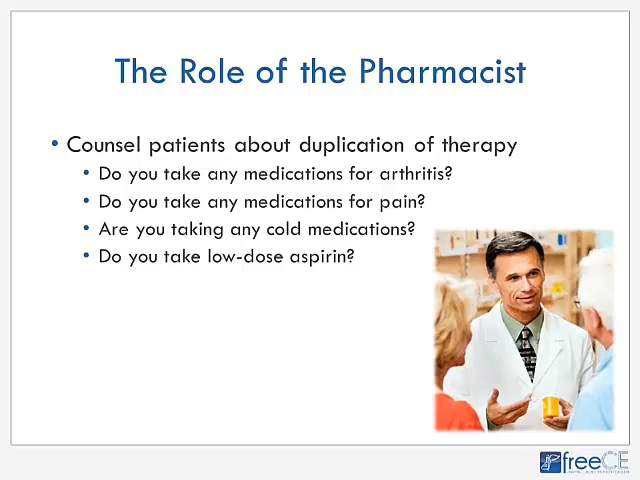 The Role of the Pharmacist
• Counsel patients about duplication of therapy
• Do you take any medications for arthritis?
• Do you take any medications for pain?
• Are you taking any cold medications?
• Do you take low-dose aspirin?
freeCE